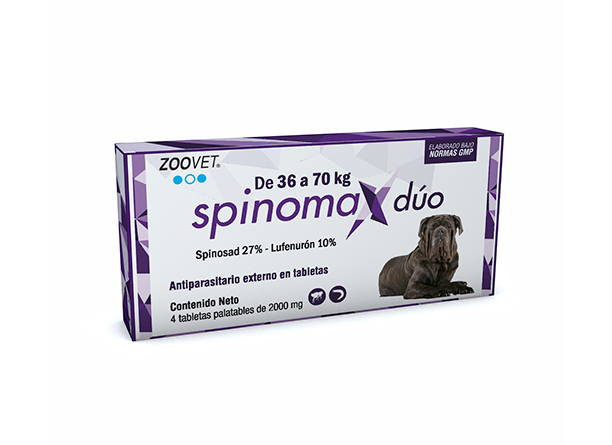 ZOOVET®
ELABORADO BAJO
NORMAS GMP
De 36 a 70 kg
spinomax dúo
Spinosad 27% - Lufenurón 10%
Antiparasitario externo en tabletas
Contenido Neto
4 tabletas palatables de 2000 mg